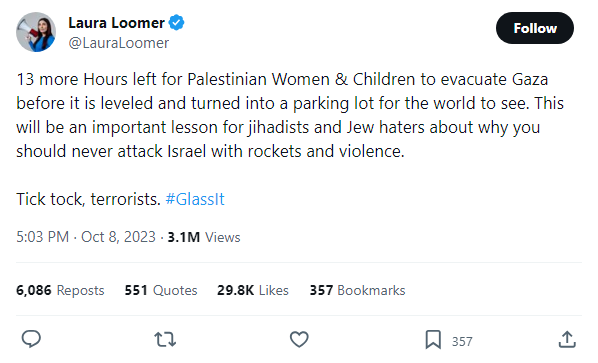 Laura Loomer
Follow
@LauraLoomer
13 more Hours left for Palestinian Women & Children to evacuate Gaza
before it is leveled and turned into a parking lot for the world to see. This
will be an important lesson for jihadists and Jew haters about why you
should never attack Israel with rockets and violence.
Tick tock, terrorists. #GlassIt
5:03 PM · Oct 8, 2023 · 3.1M Views
6,086 Reposts 551 Quotes 29.8K Likes 357 Bookmarks
357